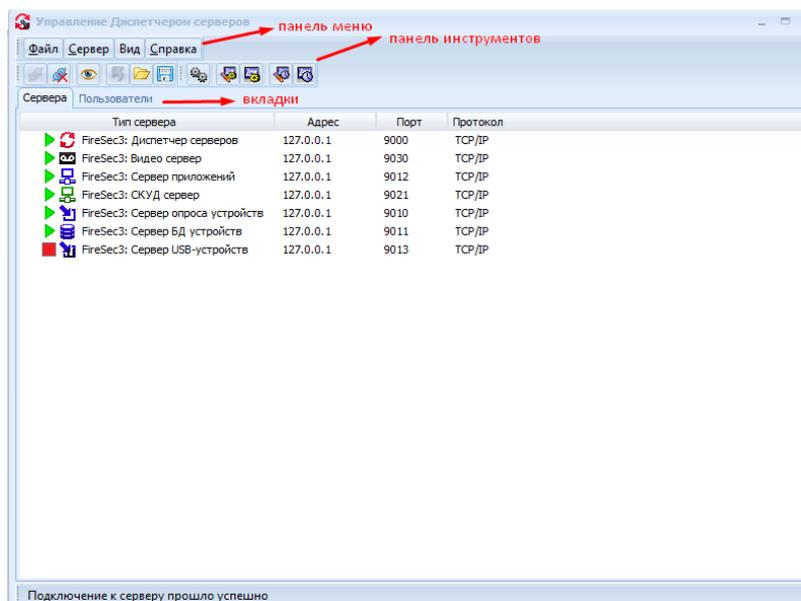 Управление Диспетчером серверов
панель меню
панель инструментов
Файл Сервер Вид Справка
Сервера Пользователи
вкладки
Тип сервера Адрес Порт Протокол
FireSec3: Диспетчер серверов 127.0.0.1 9000 TCP/IP
FireSec3: Видео сервер 127.0.0.1 9030 TCP/IP
FireSec3: Сервер приложений 127.0.0.1 9012 TCP/IP
FireSec3: СКУД сервер 127.0.0.1 9021 TCP/IP
FireSec3: Сервер опроса устройств 127.0.0.1 9010 TCP/IP
FireSec3: Сервер БД устройств 127.0.0.1 9011 TCP/IP
FireSec3: Сервер USB-устройств 127.0.0.1 9013 TCP/IP
Подключение к серверу прошло успешно